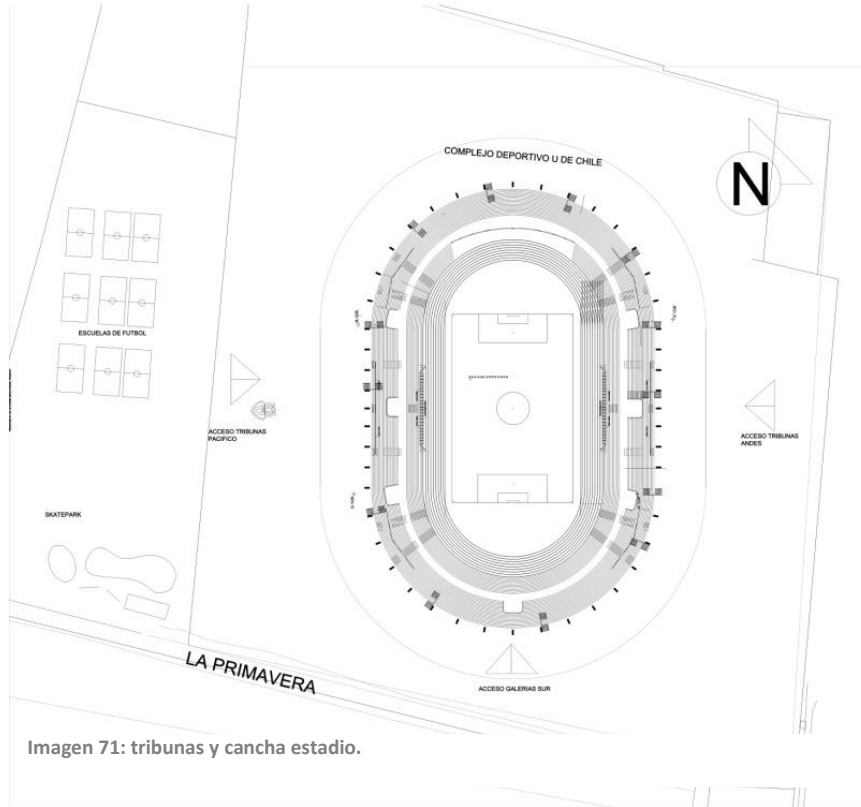 COMPLEJO DEPORTIVO U DE CHILE
N
ESCUELAS DE FUTBOL
ACCESO TRIBUNAS
PACIFICO
ACCESO TRIBUNAS
ANDES
SKATEPARK
LA PRIMAVERA
ACCESO GALERIAS SUR
Imagen 71: tribunas y cancha estadio.